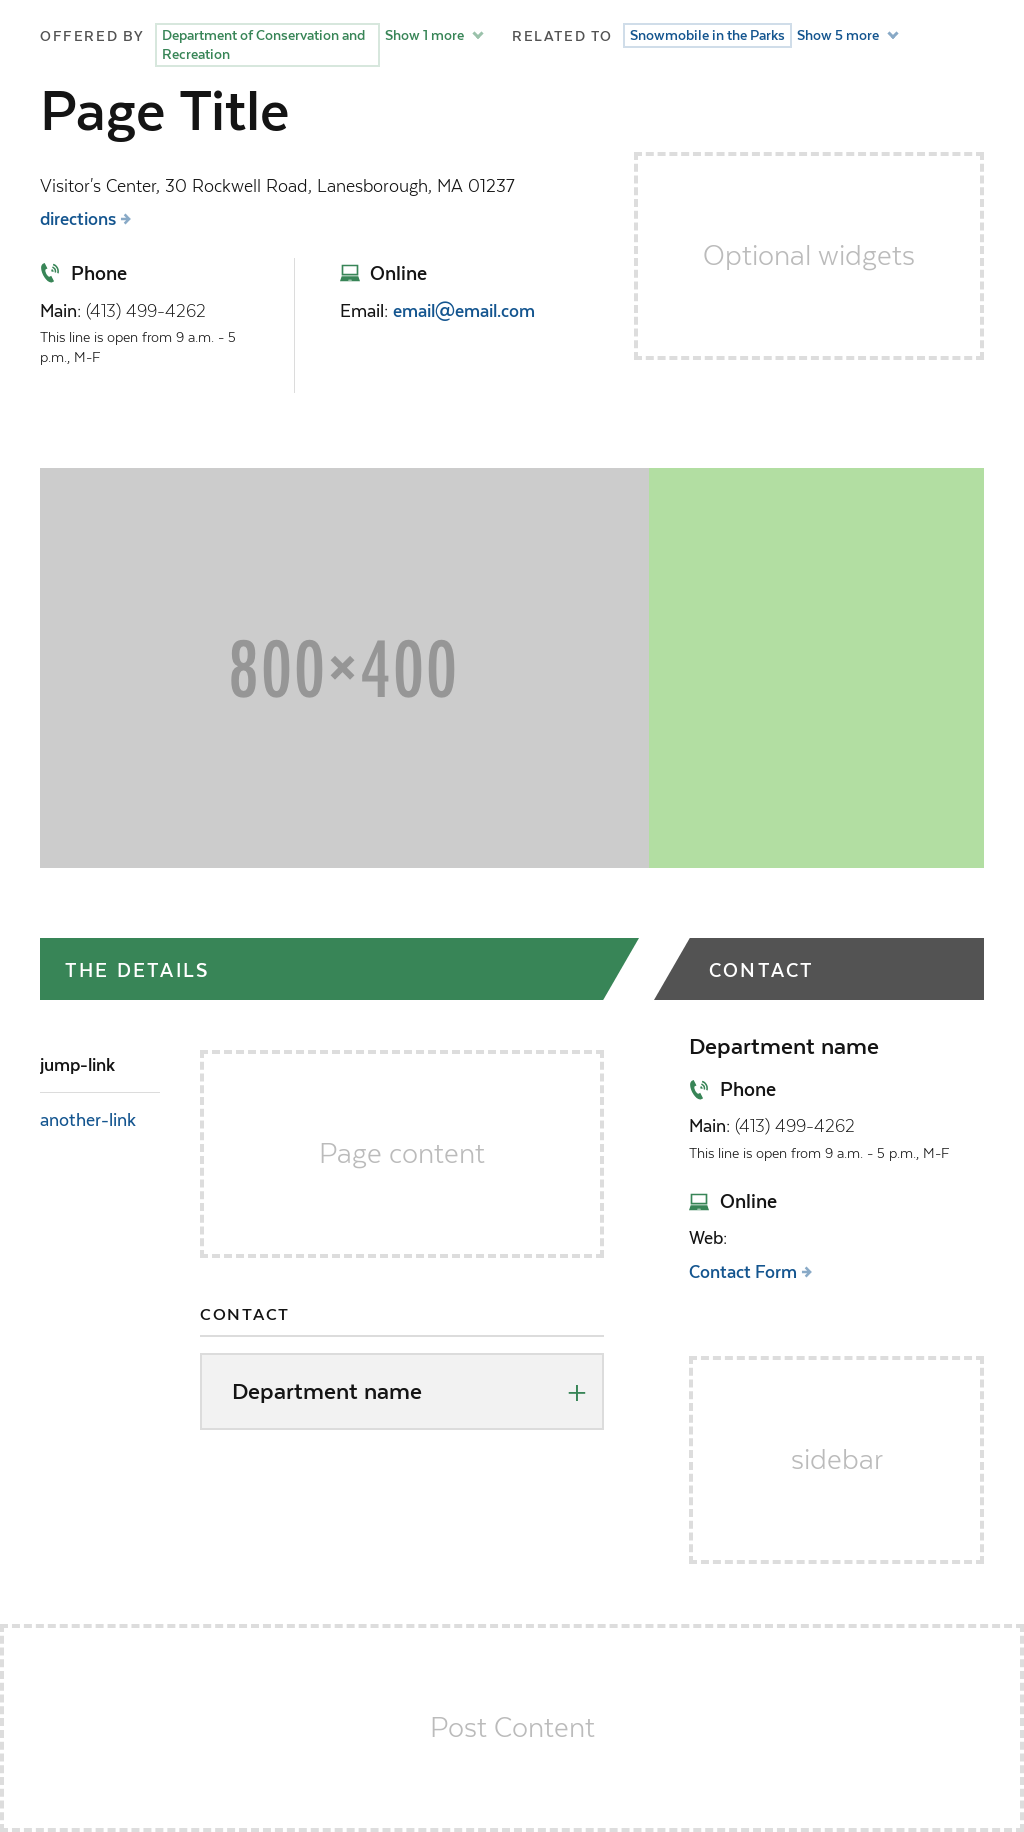 OFFERED BY
Department of Conservation and
Recreation
Show 1 more
RELATED TO
Snowmobile in the Parks
Show 5 more
Page Title
Visitor's Center, 30 Rockwell Road, Lanesborough, MA 01237
directions
Optional widgets
Phone
Main: (413) 499-4262
This line is open from 9 a.m. - 5
p.m., M-F
Online
Email: email@email.com
800×400
THE DETAILS
jump-link
another-link
Page content
CONTACT
Department name
+
CONTACT
Department name
Phone
Main: (413) 499-4262
This line is open from 9 a.m. - 5 p.m., M-F
Online
Web:
Contact Form
sidebar
Post Content